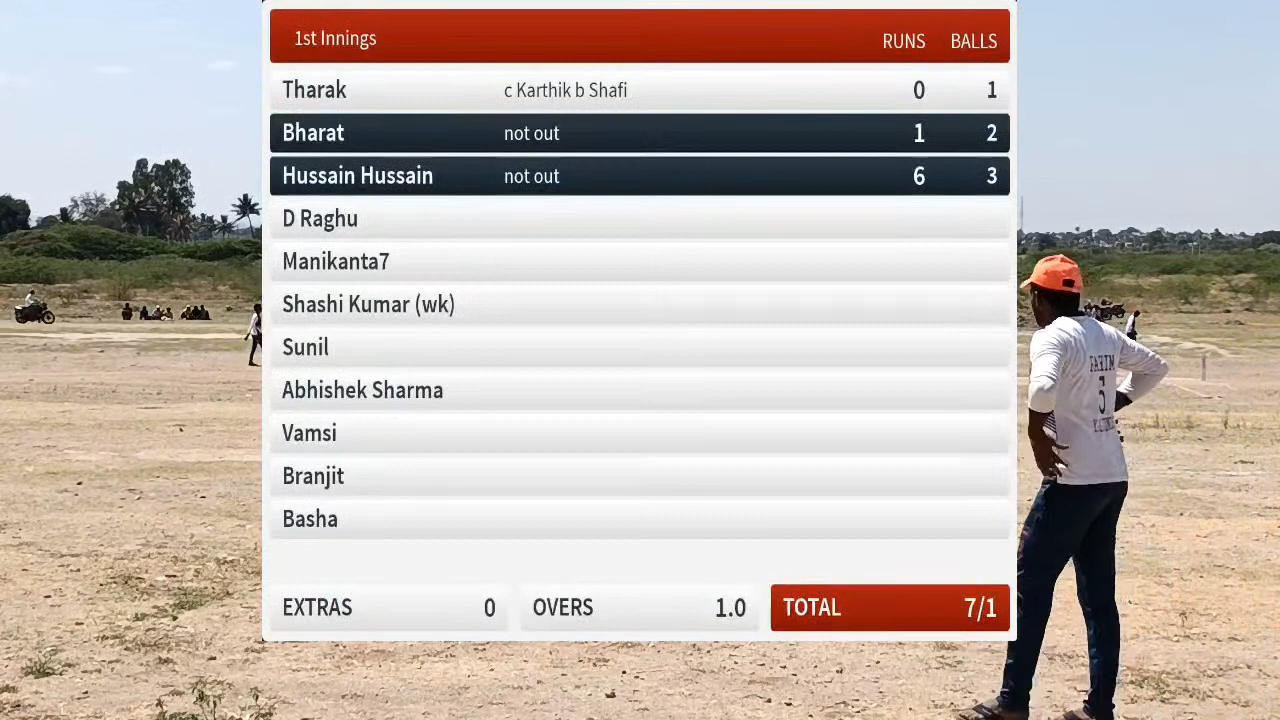 1st Innings RUNS BALLS
Tharak c Karthik b Shafi 0 1
Bharat not out 1 2
Hussain Hussain not out 6 3
D Raghu
Manikanta7
Shashi Kumar (wk)
Sunil
Abhishek Sharma
Vamsi
Branjit
Basha
EXTRAS 0 OVERS 1.0 TOTAL 7/1
FAHIM